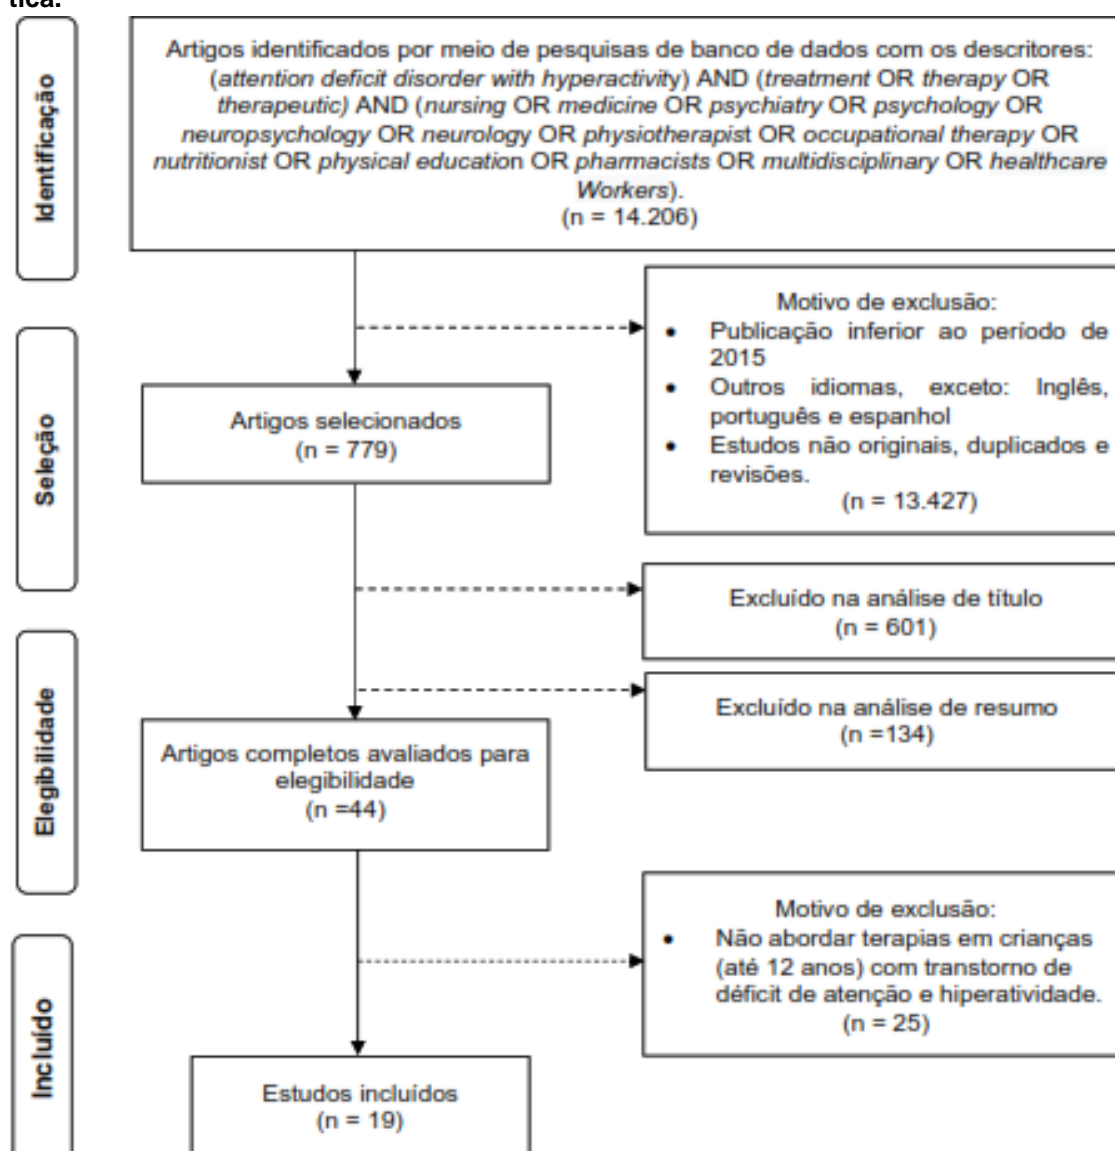 tica.
Identificação
Artigos identificados por meio de pesquisas de banco de dados com os descritores:
(attention deficit disorder with hyperactivity) AND (treatment OR therapy OR
therapeutic) AND (nursing OR medicine OR psychiatry OR psychology OR
neuropsychology OR neurology OR physiotherapist OR occupational therapy OR
nutritionist OR physical education OR pharmacists OR multidisciplinary OR healthcare
Workers).
(n = 14.206)
Motivo de exclusão:
• Publicação inferior ao período de
2015
• Outros idiomas, exceto: Inglês,
português e espanhol
• Estudos não originais, duplicados e
revisões.
(n = 13.427)
Seleção
Artigos selecionados
(n = 779)
Excluído na análise de título
(n = 601)
Excluído na análise de resumo
(n =134)
Elegibilidade
Artigos completos avaliados para
elegibilidade
(n =44)
Motivo de exclusão:
• Não abordar terapias em crianças
(até 12 anos) com transtorno de
déficit de atenção e hiperatividade.
(n = 25)
Incluído
Estudos incluídos
(n = 19)